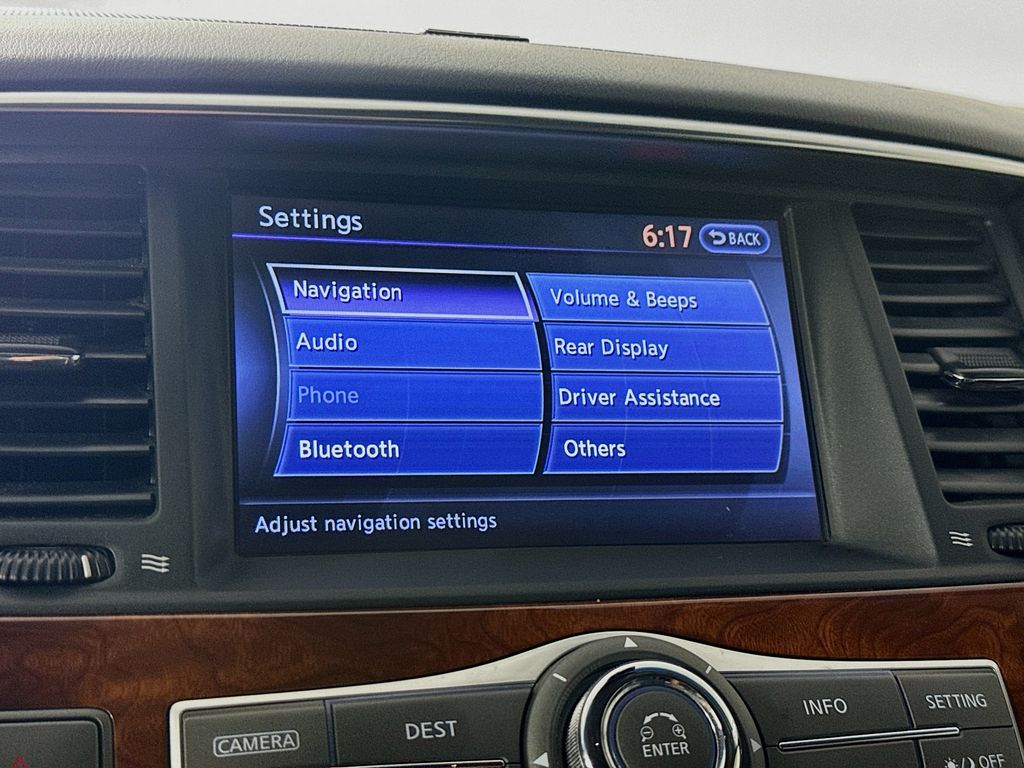 Settings
6:17 BACK
Navigation
Volume & Beeps
Audio
Rear Display
Phone
Driver Assistance
Bluetooth
Others
Adjust navigation settings
CAMERA
DEST
ENTER
INFO
SETTING
OFF